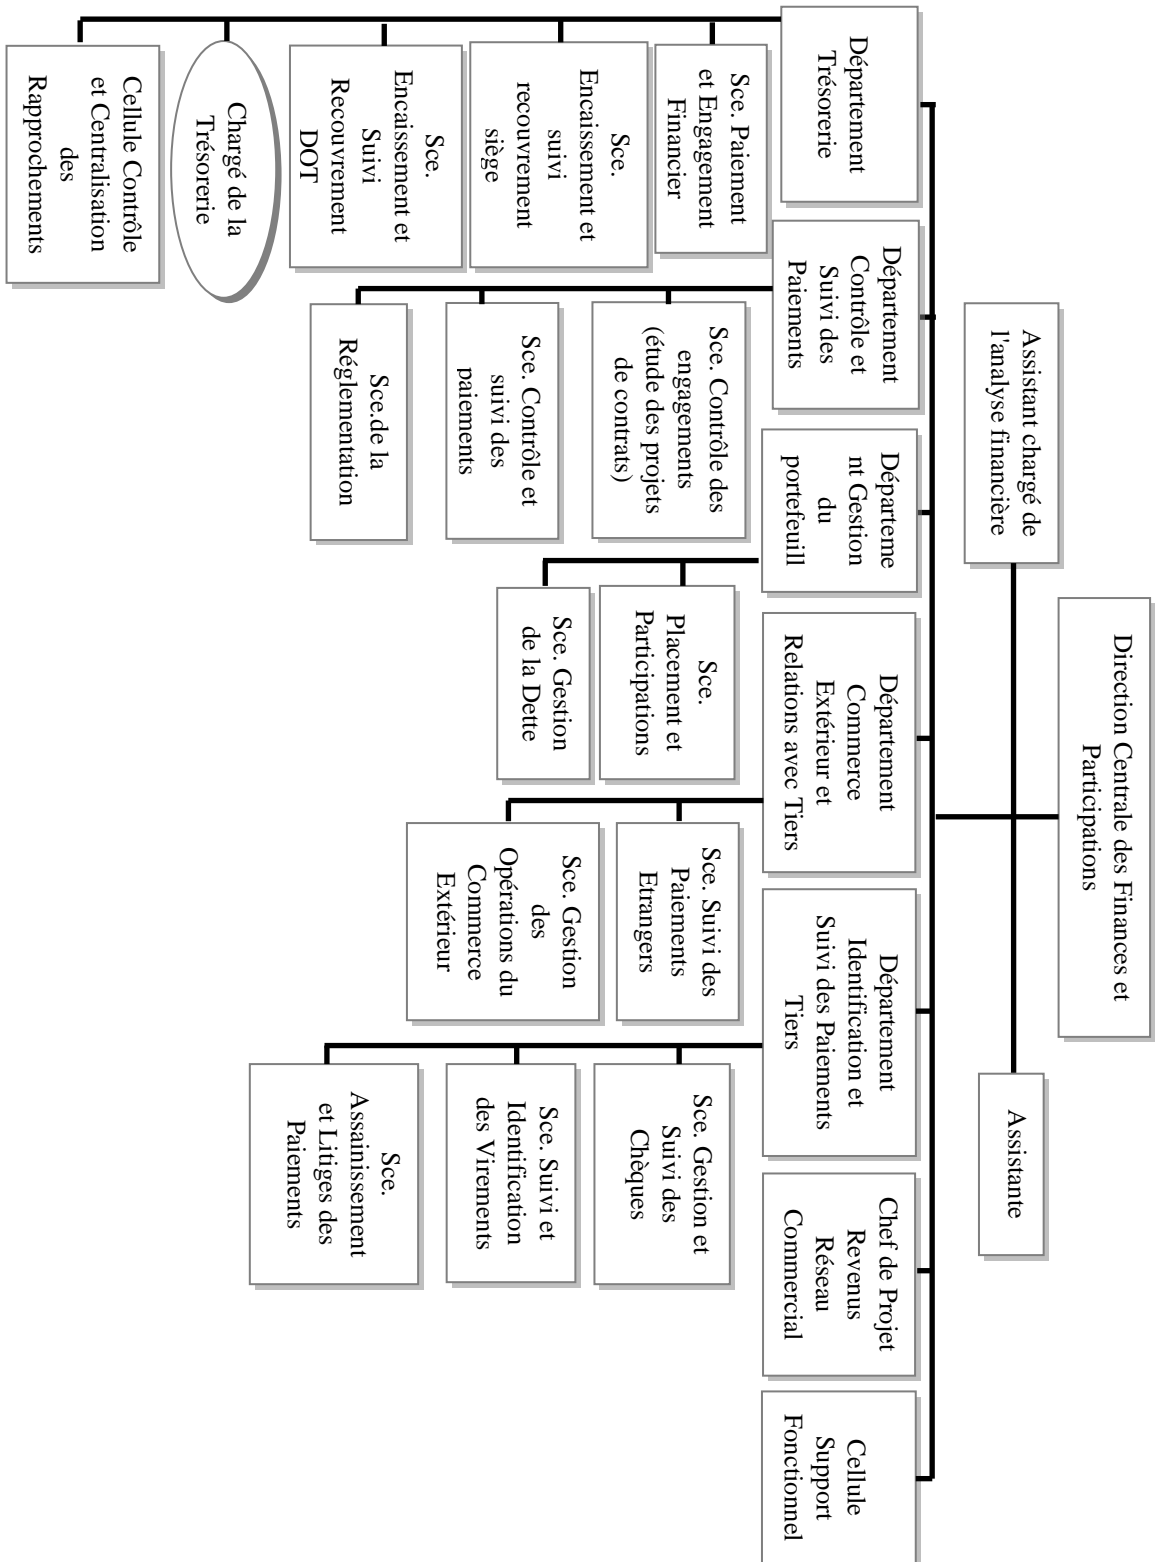 Direction Centrale des Finances et
Participations
Assistant chargé de
l'analyse financière
Assistante
Département
Trésorerie
Département
Contrôle et
Suivi des
Paiements
Départeme
nt Gestion
du
portefeuill
Département
Commerce
Extérieur et
Relations avec Tiers
Département
Identification et
Suivi des Paiements
Tiers
Chef de Projet
Revenus
Réseau
Commercial
Cellule
Support
Fonctionnel
Sce. Paiement
et Engagement
Financier
Sce.
Encaissement et
suivi
recouvrement
siège
Sce.
Encaissement et
Suivi
Recouvrement
DOT
Chargé de la
Trésorerie
Cellule Contrôle
et Centralisation
des
Rapprochements
Sce. Contrôle des
engagements
(étude des projets
de contrats)
Sce. Contrôle et
suivi des
paiements
Sce.de la
Réglementation
Sce.
Placement et
Participations
Sce. Gestion
de la Dette
Sce. Suivi des
Paiements
Etrangers
Sce. Gestion
des
Opérations du
Commerce
Extérieur
Sce. Gestion et
Suivi des
Chèques
Sce. Suivi et
Identification
des Virements
Sce.
Assainissement
et Litiges des
Paiements